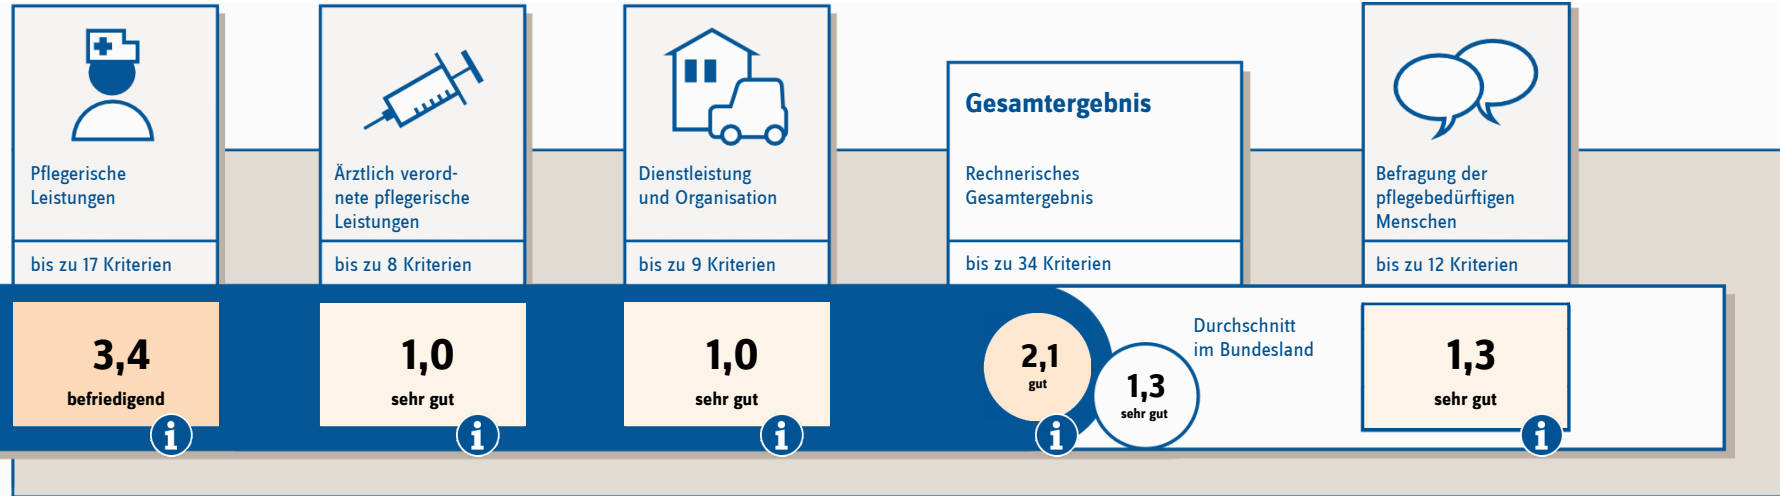 Pflegerische
Leistungen
bis zu 17 Kriterien
3,4
befriedigend
i
Ärztlich verord-
nete pflegerische
Leistungen
bis zu 8 Kriterien
1,0
sehr gut
i
Dienstleistung
und Organisation
bis zu 9 Kriterien
1,0
sehr gut
i
Gesamtergebnis
Rechnerisches
Gesamtergebnis
bis zu 34 Kriterien
2,1
gut
i
1,3
sehr gut
Durchschnitt
im Bundesland
Befragung der
pflegebedürftigen
Menschen
bis zu 12 Kriterien
1,3
sehr gut
i